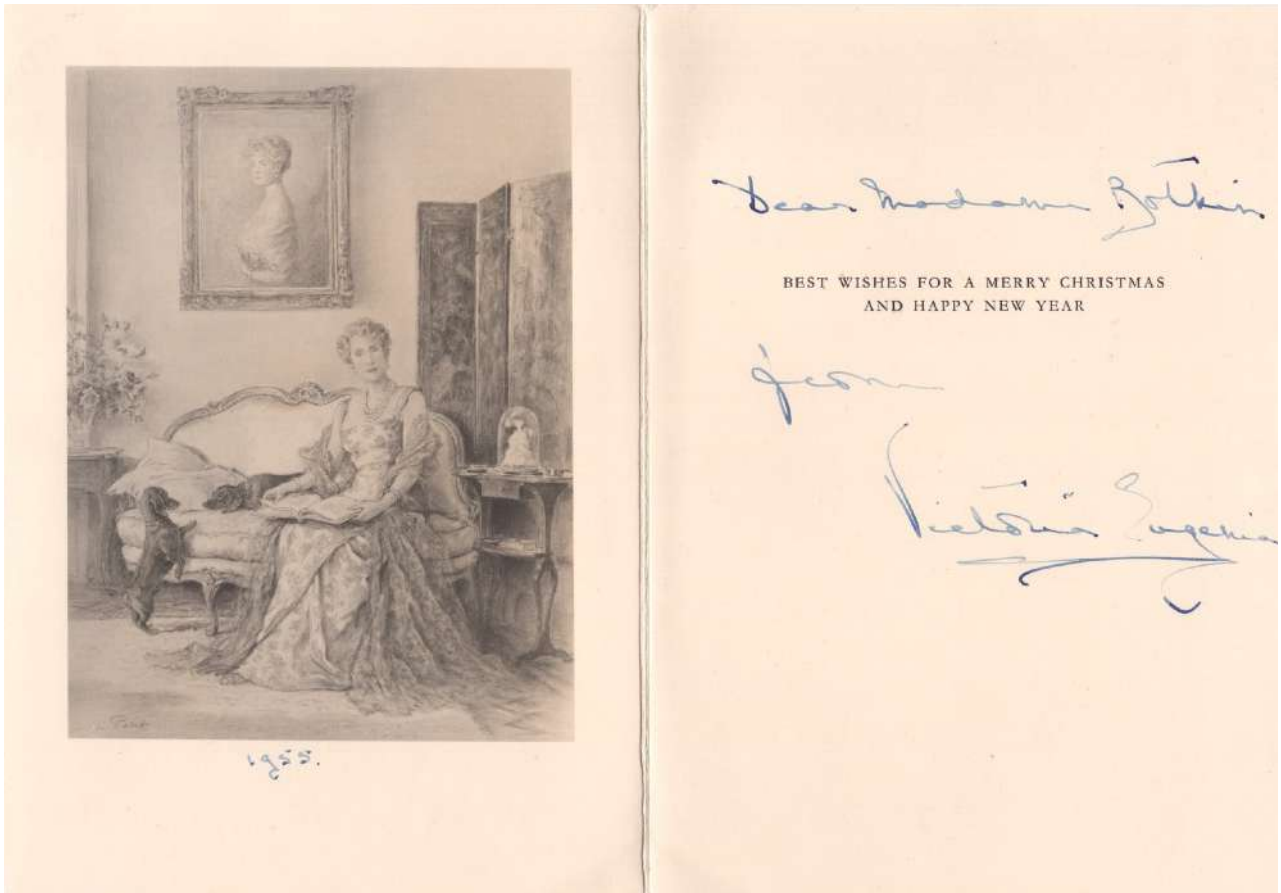 1955.
Dear Madame Botkin
BEST WISHES FOR A MERRY CHRISTMAS
AND HAPPY NEW YEAR
from
Victoria Eugenia